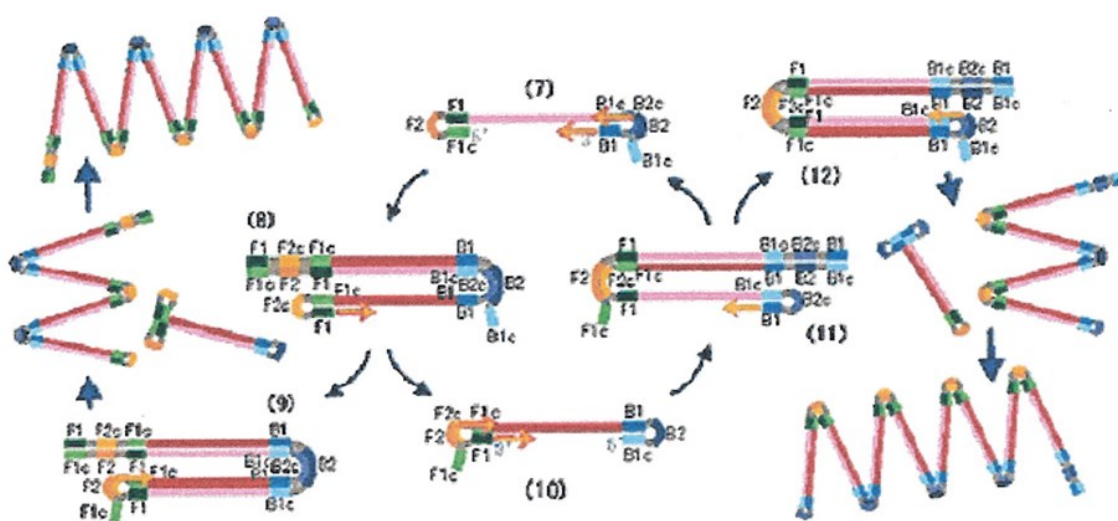 (7)
F1
F2
F1c
B1c B2c
B2
B1
B1c
(12)
F1
F2
F2c F1c
F1
F1c
B1c B2c B1
B1 B2 B1c
B1c
B2
B1
B1c
(8)
F1 F2c F1c
F1c F2 F1
F2c
F1c
F1
B1
B1c
B2c
B2
B1
B1
B1c
(11)
F1
F2
F2c F1c
F1
F1c
B1c B2c B1
B1 B2 B1c
B1c
B2c
B1
(9)
F1 F2c F1c
F1c F2 F1
F1c
F2
F1c
F1
B1
B1c
B2c
B2
B1c
(10)
F2c F1c
F2
F1
F1c
B1
B2
B1c